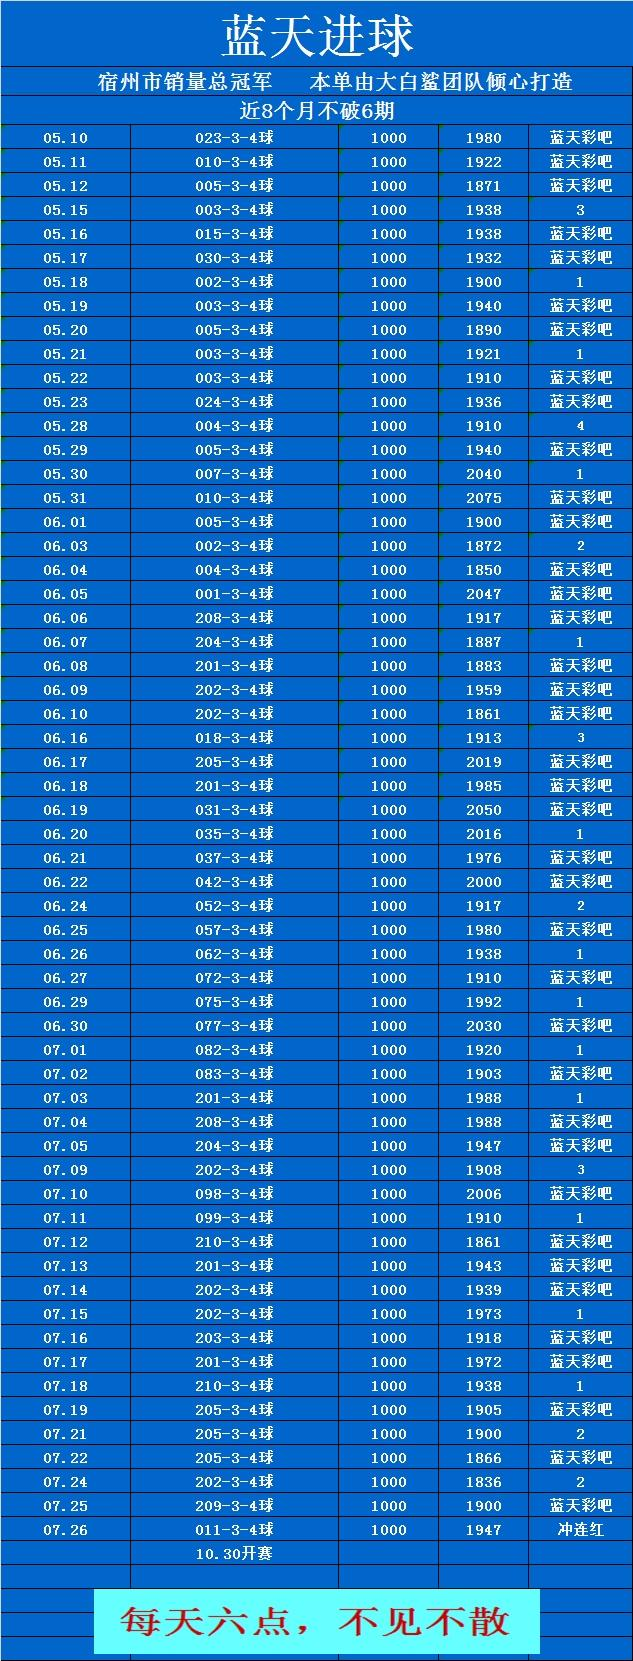 蓝天进球
宿州市销量总冠军 本单由大白鲨团队倾心打造
近8个月不破6期
05.10 023-3-4球 1000 1980 蓝天彩吧
05.11 010-3-4球 1000 1922 蓝天彩吧
05.12 005-3-4球 1000 1871 蓝天彩吧
05.15 003-3-4球 1000 1938 3
05.16 015-3-4球 1000 1938 蓝天彩吧
05.17 030-3-4球 1000 1932 蓝天彩吧
05.18 002-3-4球 1000 1900 1
05.19 003-3-4球 1000 1940 蓝天彩吧
05.20 005-3-4球 1000 1890 蓝天彩吧
05.21 003-3-4球 1000 1921 1
05.22 003-3-4球 1000 1910 蓝天彩吧
05.23 024-3-4球 1000 1936 蓝天彩吧
05.28 004-3-4球 1000 1910 4
05.29 005-3-4球 1000 1940 蓝天彩吧
05.30 007-3-4球 1000 2040 1
05.31 010-3-4球 1000 2075 蓝天彩吧
06.01 005-3-4球 1000 1900 蓝天彩吧
06.03 002-3-4球 1000 1872 2
06.04 004-3-4球 1000 1850 蓝天彩吧
06.05 001-3-4球 1000 2047 蓝天彩吧
06.06 208-3-4球 1000 1917 蓝天彩吧
06.07 204-3-4球 1000 1887 1
06.08 201-3-4球 1000 1883 蓝天彩吧
06.09 202-3-4球 1000 1959 蓝天彩吧
06.10 202-3-4球 1000 1861 蓝天彩吧
06.16 018-3-4球 1000 1913 3
06.17 205-3-4球 1000 2019 蓝天彩吧
06.18 201-3-4球 1000 1985 蓝天彩吧
06.19 031-3-4球 1000 2050 蓝天彩吧
06.20 035-3-4球 1000 2016 1
06.21 037-3-4球 1000 1976 蓝天彩吧
06.22 042-3-4球 1000 2000 蓝天彩吧
06.24 052-3-4球 1000 1917 2
06.25 057-3-4球 1000 1980 蓝天彩吧
06.26 062-3-4球 1000 1938 1
06.27 072-3-4球 1000 1910 蓝天彩吧
06.29 075-3-4球 1000 1992 1
06.30 077-3-4球 1000 2030 蓝天彩吧
07.01 082-3-4球 1000 1920 1
07.02 083-3-4球 1000 1903 蓝天彩吧
07.03 201-3-4球 1000 1988 1
07.04 208-3-4球 1000 1988 蓝天彩吧
07.05 204-3-4球 1000 1947 蓝天彩吧
07.09 202-3-4球 1000 1908 3
07.10 098-3-4球 1000 2006 蓝天彩吧
07.11 099-3-4球 1000 1910 1
07.12 210-3-4球 1000 1861 蓝天彩吧
07.13 201-3-4球 1000 1943 蓝天彩吧
07.14 202-3-4球 1000 1939 蓝天彩吧
07.15 202-3-4球 1000 1973 1
07.16 203-3-4球 1000 1918 蓝天彩吧
07.17 201-3-4球 1000 1972 蓝天彩吧
07.18 210-3-4球 1000 1938 1
07.19 205-3-4球 1000 1905 蓝天彩吧
07.21 205-3-4球 1000 1900 2
07.22 205-3-4球 1000 1866 蓝天彩吧
07.24 202-3-4球 1000 1836 2
07.25 209-3-4球 1000 1900 蓝天彩吧
07.26 011-3-4球 1000 1947 冲连红
10.30开赛
每天六点，不见不散